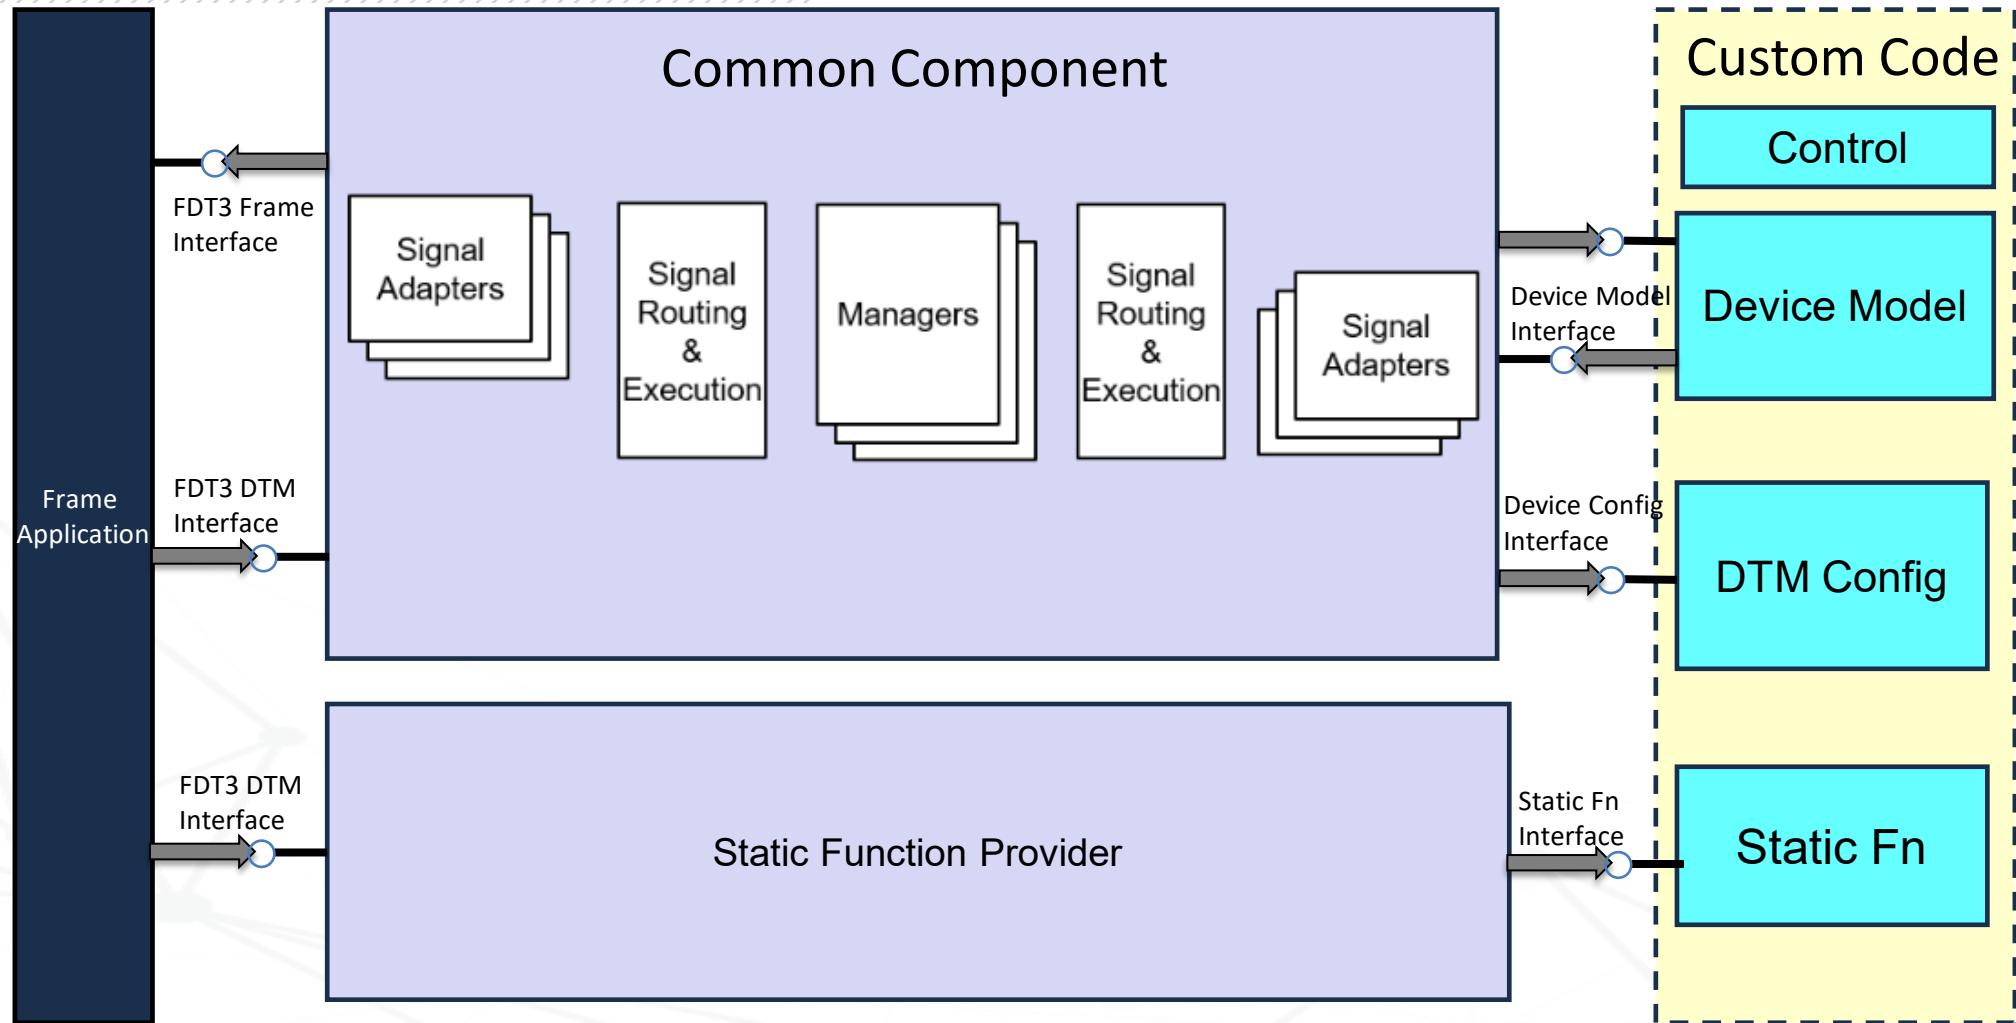 Common Component
Custom Code
Control
FDT3 Frame
Interface
Signal
Adapters
Signal
Routing
&
Execution
Managers
Signal
Routing
&
Execution
Signal
Adapters
Device Model
Interface
Device Model
Frame
Application
FDT3 DTM
Interface
Device Config
Interface
DTM Config
FDT3 DTM
Interface
Static Function Provider
Static Fn
Interface
Static Fn